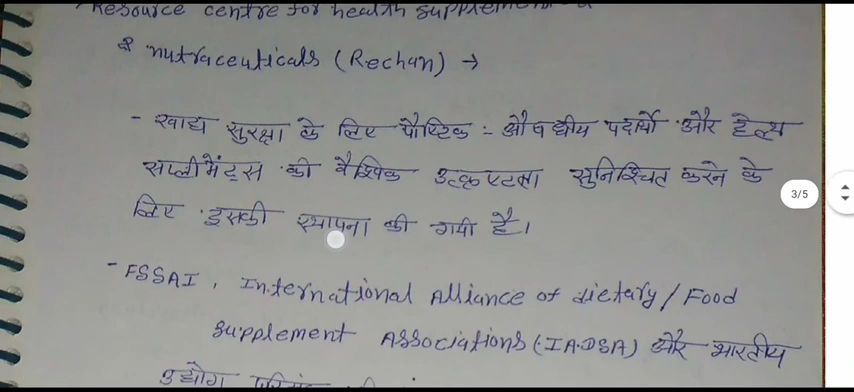 Resource centre for health supplement
& nutraceuticals (Rechan) →
- खाद्य सुरक्षा के लिए पौष्टिक - औषधीय पदार्थो और हेल्थ
सप्लीमेंट्स की वैश्विक उत्कृष्टता सुनिश्चित करने के
लिए इसकी स्थापना की गयी है।
- FSSAI, International Alliance of dietary/Food
Supplement Associations (IADSA) और भारतीय
उद्योग
3/5